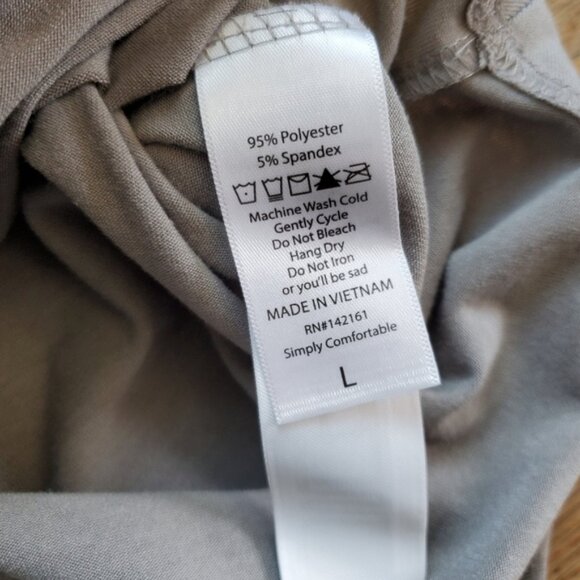 95% Polyester
5% Spandex
Machine Wash Cold
Gently Cycle
Do Not Bleach
Hang Dry
Do Not Iron
or you'll be sad
MADE IN VIETNAM
RN#142161
Simply Comfortable
L